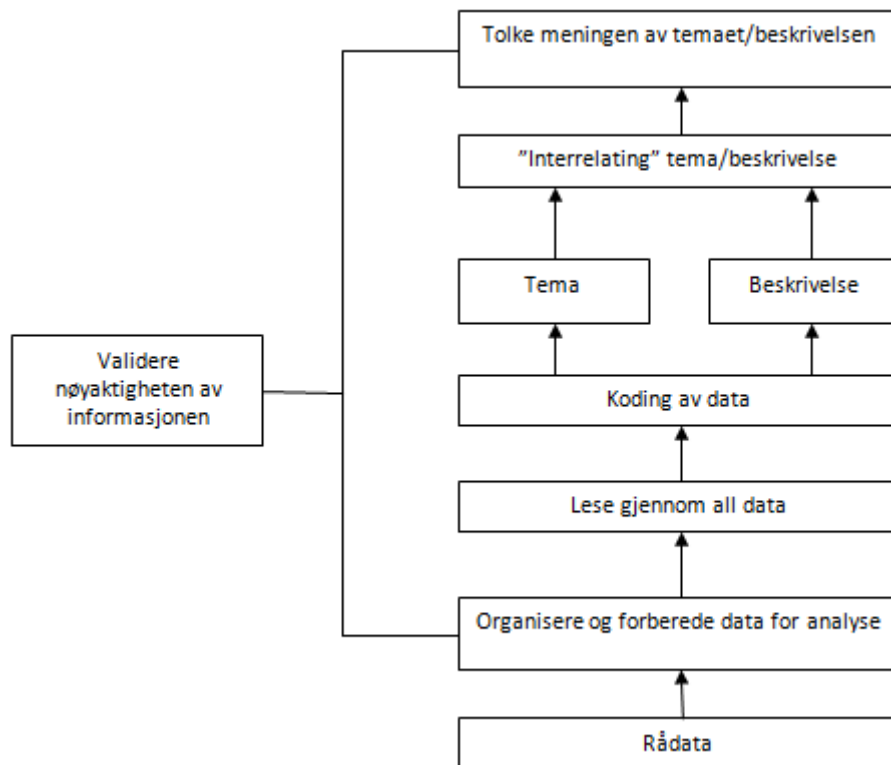 Tolke meningen av temaet/beskrivelsen
”Interrelating” tema/beskrivelse
Tema
Beskrivelse
Validere
nøyaktigheten av
informasjonen
Koding av data
Lese gjennom all data
Organisere og forberede data for analyse
Rådata